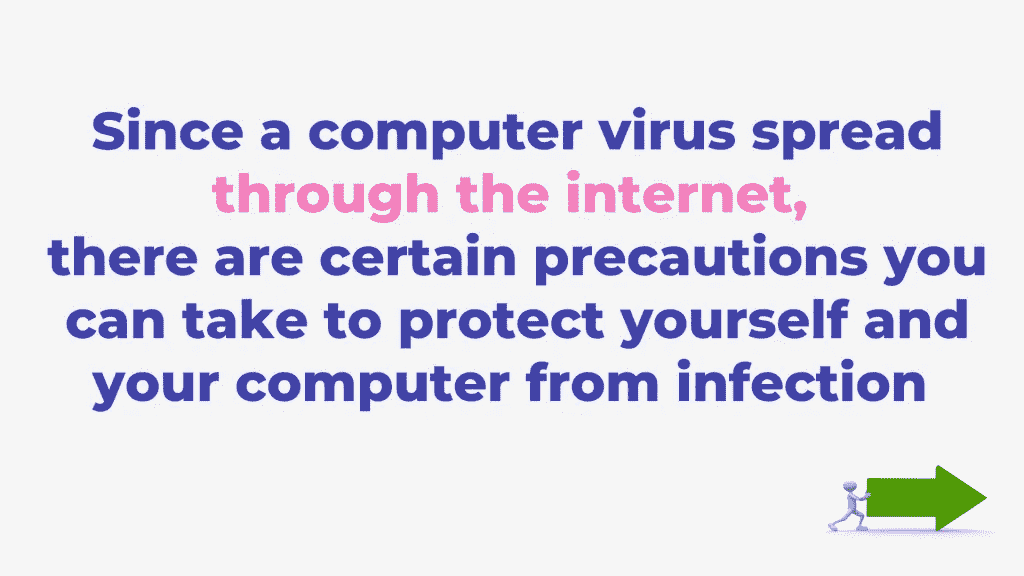 Since a computer virus spread
through the internet,
there are certain precautions you
can take to protect yourself and
your computer from infection